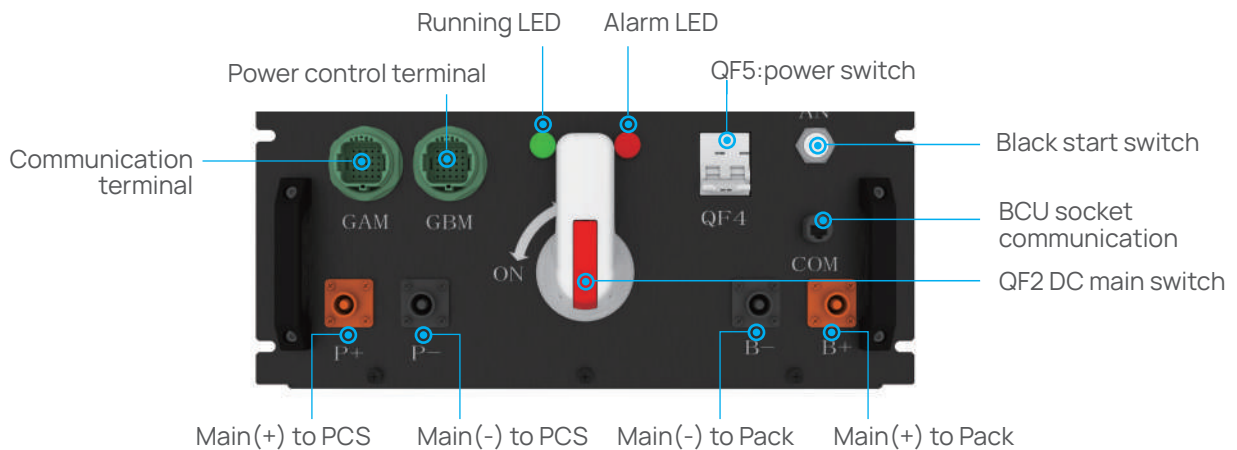 Running LED
Alarm LED
Power control terminal
QF5:power switch
AN
Communication
terminal
Black start switch
GAM
GBM
QF4
BCU socket
communication
ON
COM
QF2 DC main switch
P+
P-
B-
B+
Main(+) to PCS
Main(-) to PCS
Main(-) to Pack
Main(+) to Pack